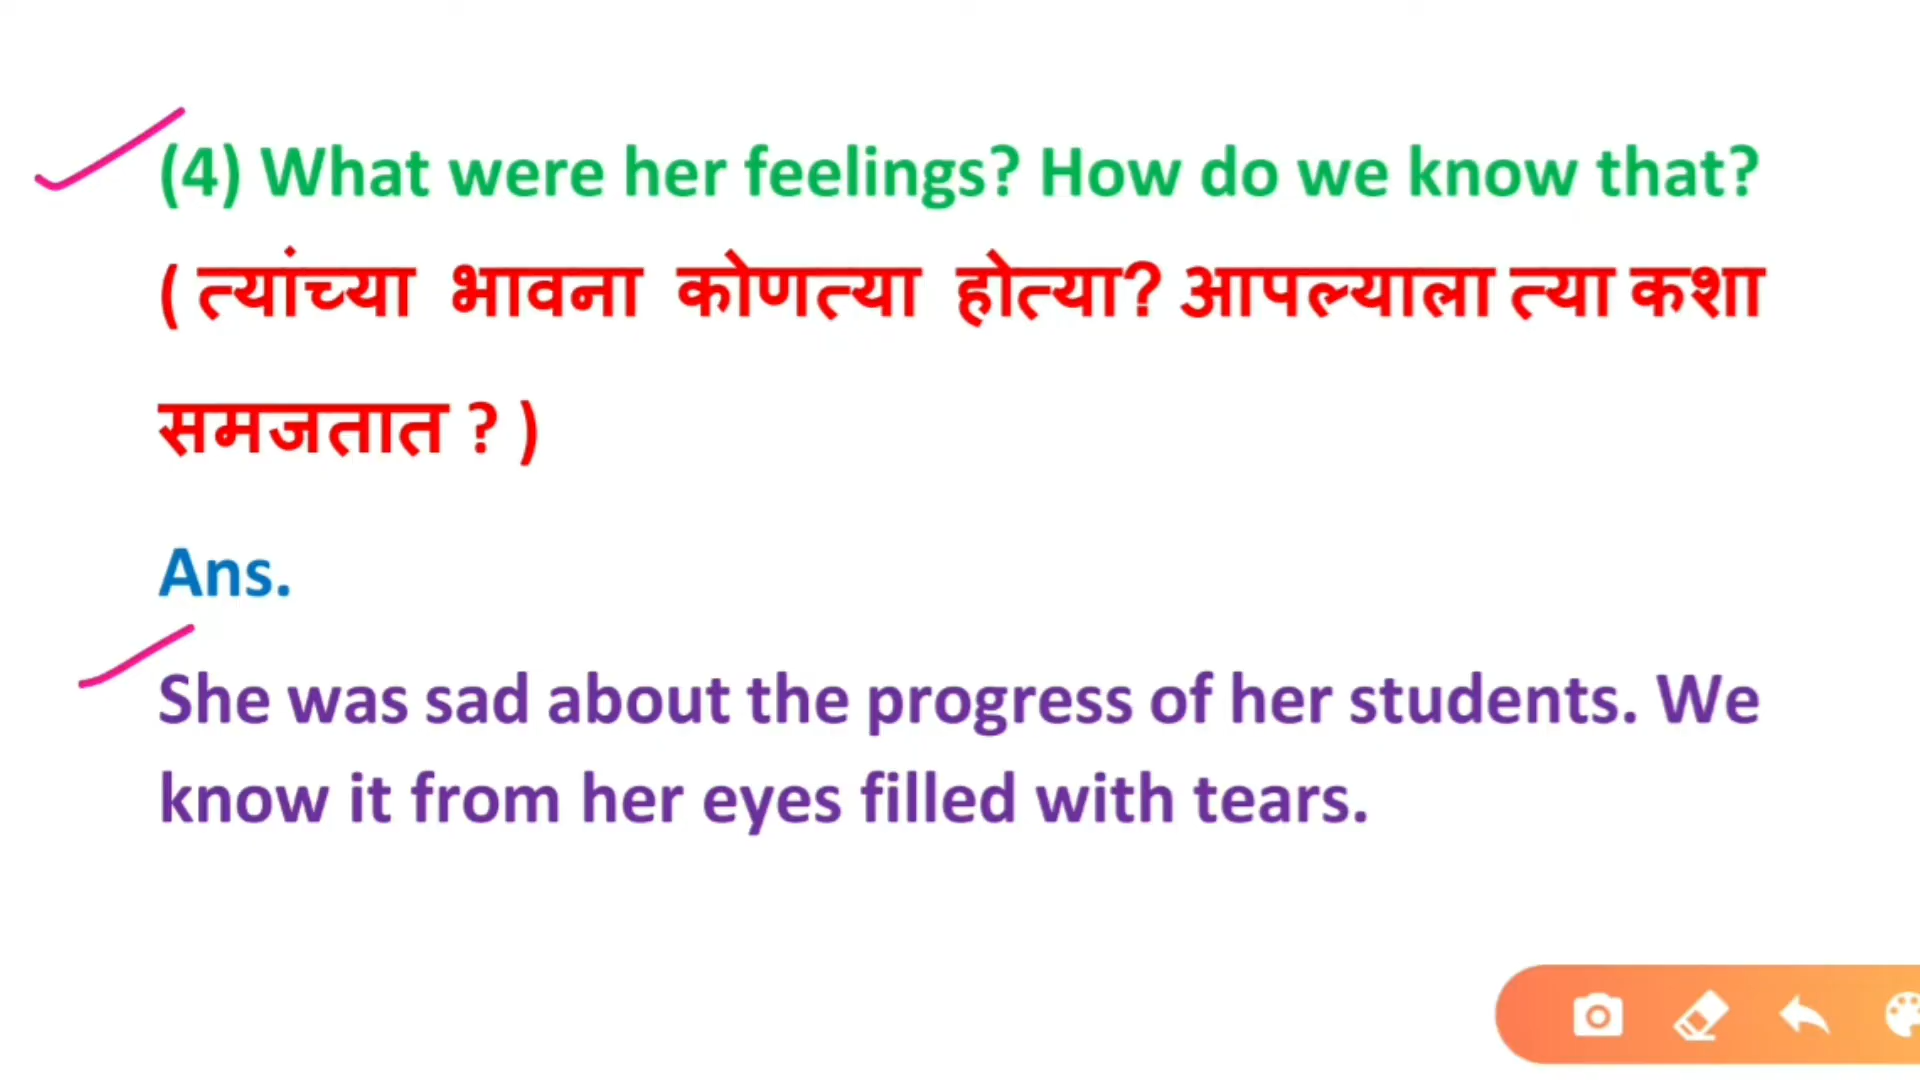 (4) What were her feelings? How do we know that?
( त्यांच्या भावना कोणत्या होत्या? आपल्याला त्या कशा
समजतात ? )
Ans.
She was sad about the progress of her students. We
know it from her eyes filled with tears.